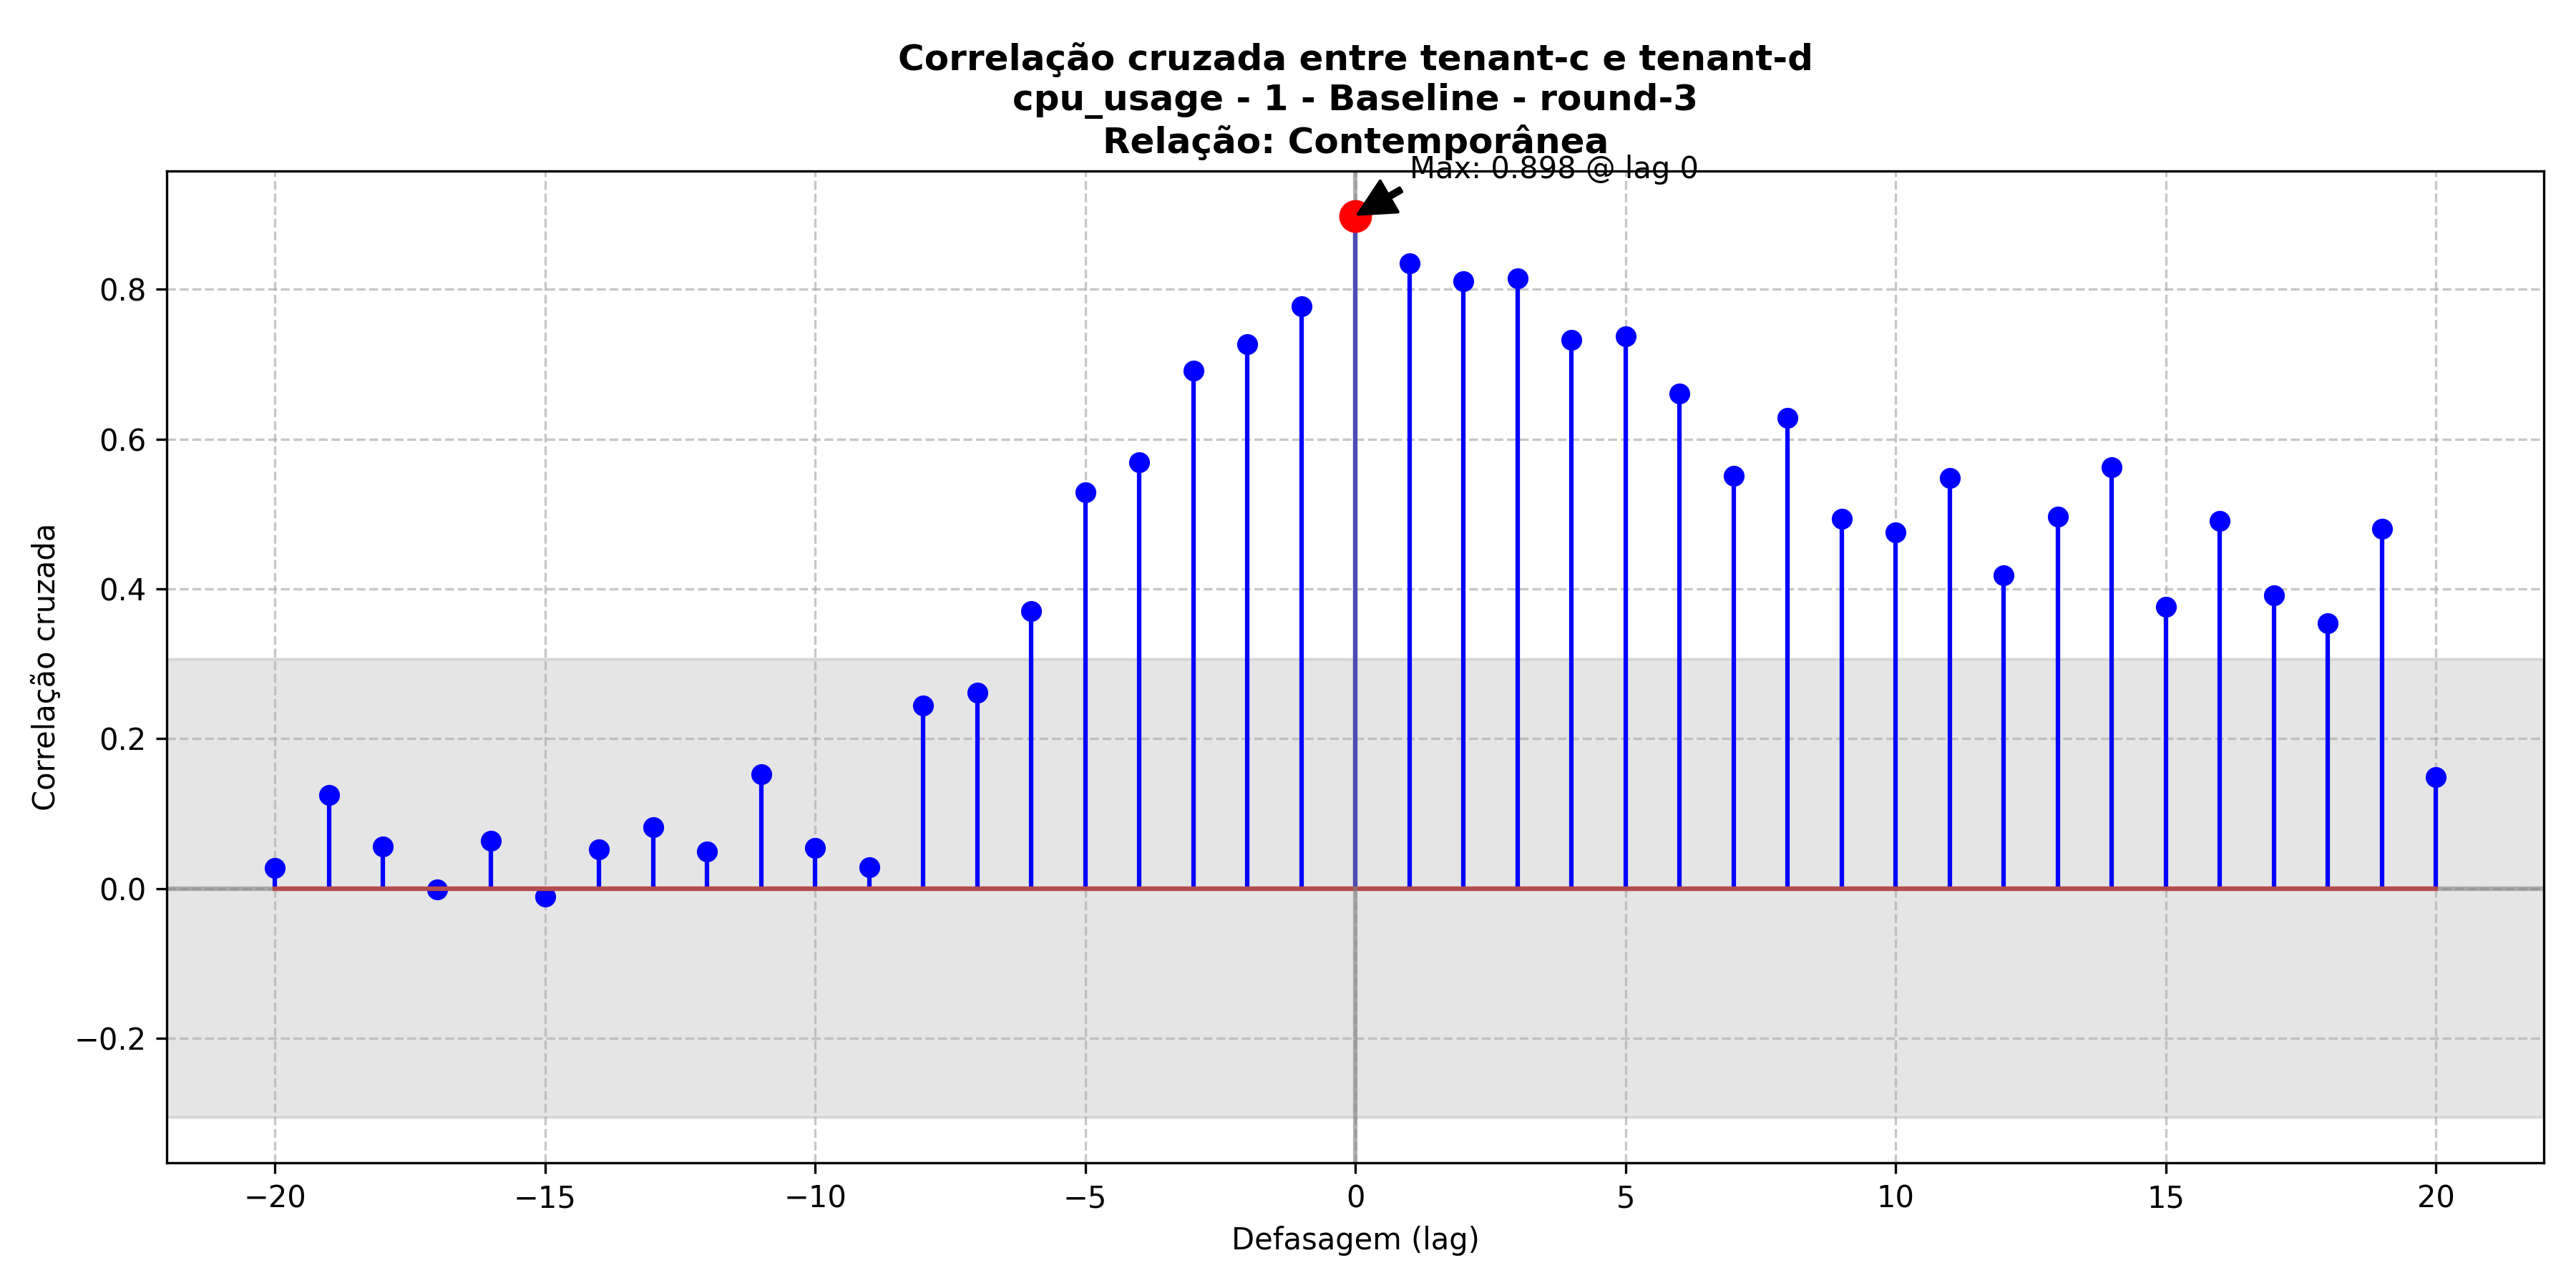 Correlação cruzada entre tenant-c e tenant-d
cpu_usage - 1 - Baseline - round-3
Relação: Contemporânea
Max: 0.898 @ lag 0
Correlação cruzada
0.8
0.6
0.4
0.2
0.0
−0.2
−20
−15
−10
−5
0
5
10
15
20
Defasagem (lag)